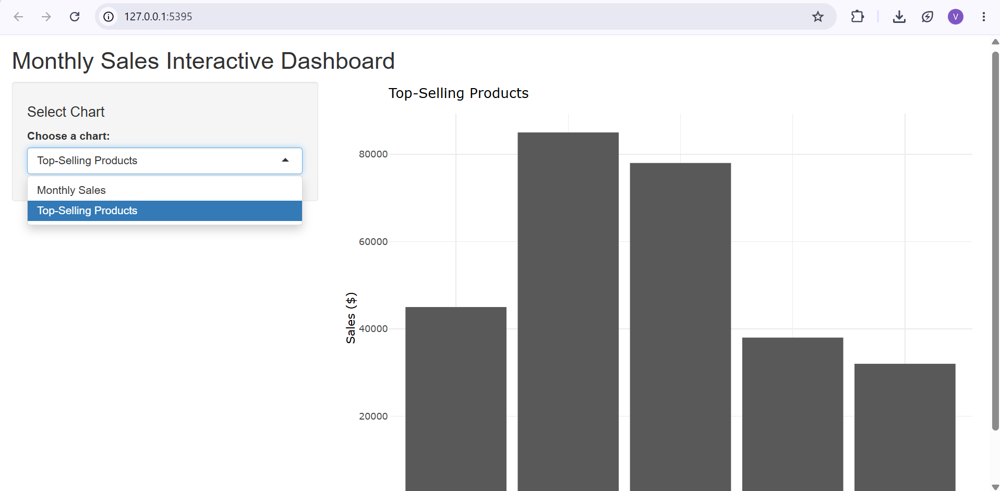 127.0.0.1:5395
V
Monthly Sales Interactive Dashboard
Select Chart
Choose a chart:
Top-Selling Products
Monthly Sales
Top-Selling Products
Top-Selling Products
80000
60000
40000
20000
Sales ($)